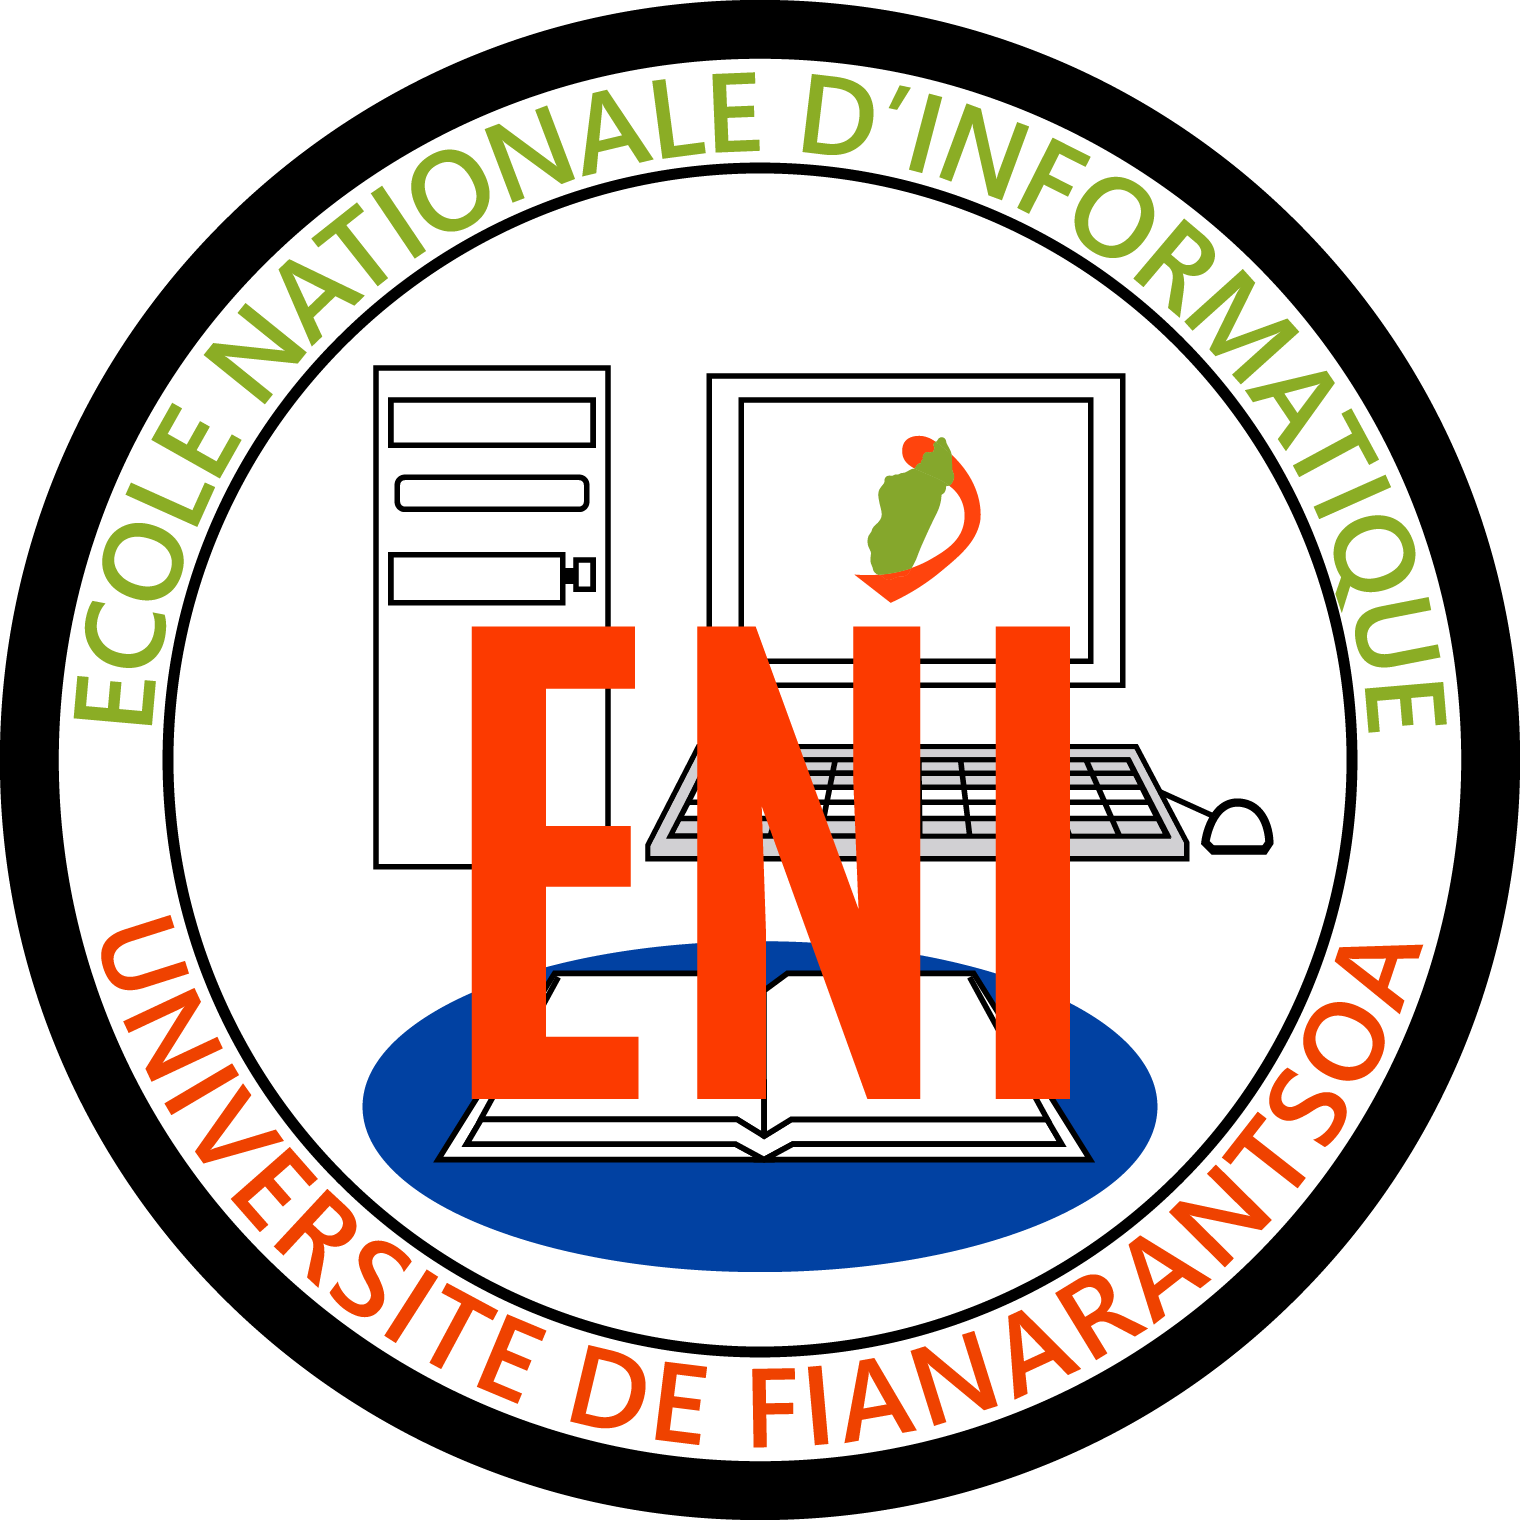 ECOLE NATIONALE D’INFORMATIQUE
ENI
UNIVERSITE DE FIANARANTSOA